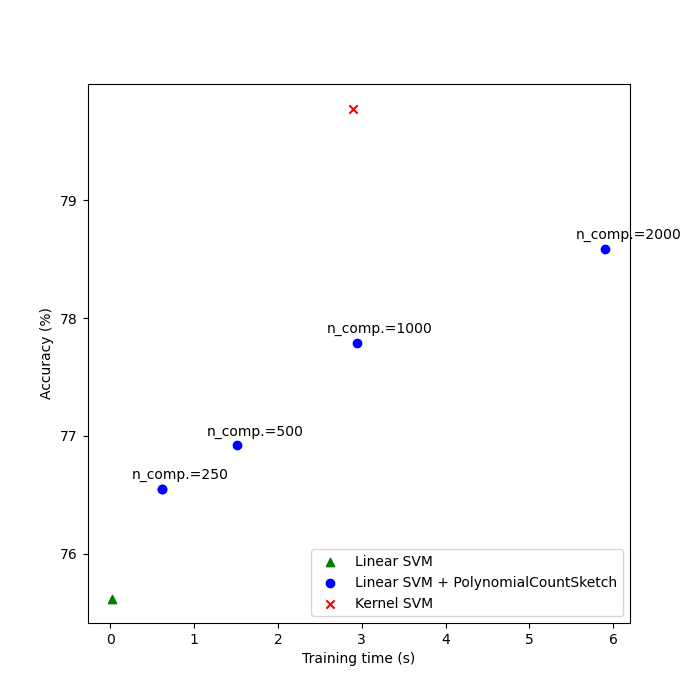 n_comp.=2000
n_comp.=1000
n_comp.=500
n_comp.=250
79
78
77
76
Accuracy (%)
Linear SVM
Linear SVM + PolynomialCountSketch
Kernel SVM
0 1 2 3 4 5 6
Training time (s)